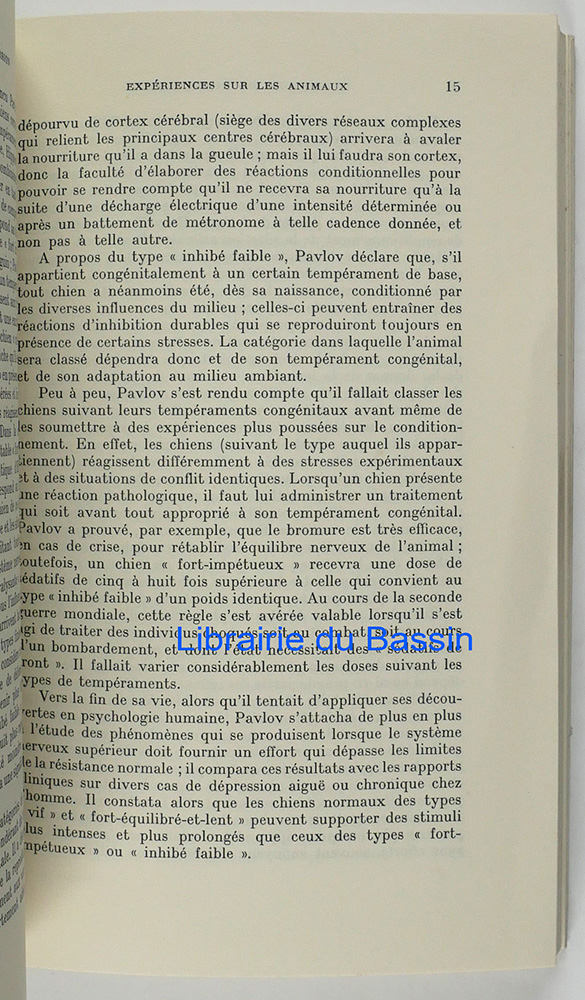 EXPÉRIENCES SUR LES ANIMAUX 15
dépourvu de cortex cérébral (siège des divers réseaux complexes
qui relient les principaux centres cérébraux) arrivera à avaler
la nourriture qu'il a dans la gueule ; mais il lui faudra son cortex,
donc la faculté d'élaborer des réactions conditionnelles pour
pouvoir se rendre compte qu'il ne recevra sa nourriture qu'à la
suite d'une décharge électrique d'une intensité déterminée ou
après un battement de métronome à telle cadence donnée, et
non pas à telle autre.
A propos du type « inhibé faible », Pavlov déclare que, s'il
appartient congénitalement à un certain tempérament de base,
tout chien a néanmoins été, dès sa naissance, conditionné par
les diverses influences du milieu ; celles-ci peuvent entraîner des
réactions d'inhibition durables qui se reproduiront toujours en
présence de certains stresses. La catégorie dans laquelle l'animal
sera classé dépendra donc et de son tempérament congénital,
et de son adaptation au milieu ambiant.
Peu à peu, Pavlov s'est rendu compte qu'il fallait classer les
chiens suivant leurs tempéraments congénitaux avant même de
les soumettre à des expériences plus poussées sur le condition-
nement. En effet, les chiens (suivant le type auquel ils appar-
tiennent) réagissent différemment à des stresses expérimentaux
et à des situations de conflit identiques. Lorsqu'un chien présente
une réaction pathologique, il faut lui administrer un traitement
qui soit avant tout approprié à son tempérament congénital.
Pavlov a prouvé, par exemple, que le bromure est très efficace,
en cas de crise, pour rétablir l'équilibre nerveux de l'animal ;
toutefois, un chien « fort-impétueux » recevra une dose de
sédatifs de cinq à huit fois supérieure à celle qui convient au
type « inhibé faible » d'un poids identique. Au cours de la seconde
guerre mondiale, cette règle s'est avérée valable lorsqu'il s'est
agi de traiter des individus choqués soit au combat, soit au cours
d'un bombardement, et dont l'état nécessitait des « sédatifs de
front ». Il fallait varier considérablement les doses suivant les
types de tempéraments.
Vers la fin de sa vie, alors qu'il tentait d'appliquer ses décou-
vertes en psychologie humaine, Pavlov s'attacha de plus en plus
à l'étude des phénomènes qui se produisent lorsque le système
nerveux supérieur doit fournir un effort qui dépasse les limites
de la résistance normale ; il compara ces résultats avec les rapports
cliniques sur divers cas de dépression aiguë ou chronique chez
l'homme. Il constata alors que les chiens normaux des types
« vif » et « fort-équilibré-et-lent » peuvent supporter des stimuli
plus intenses et plus prolongés que ceux des types « fort-
impétueux » ou « inhibé faible ».
Librairie du Bassin